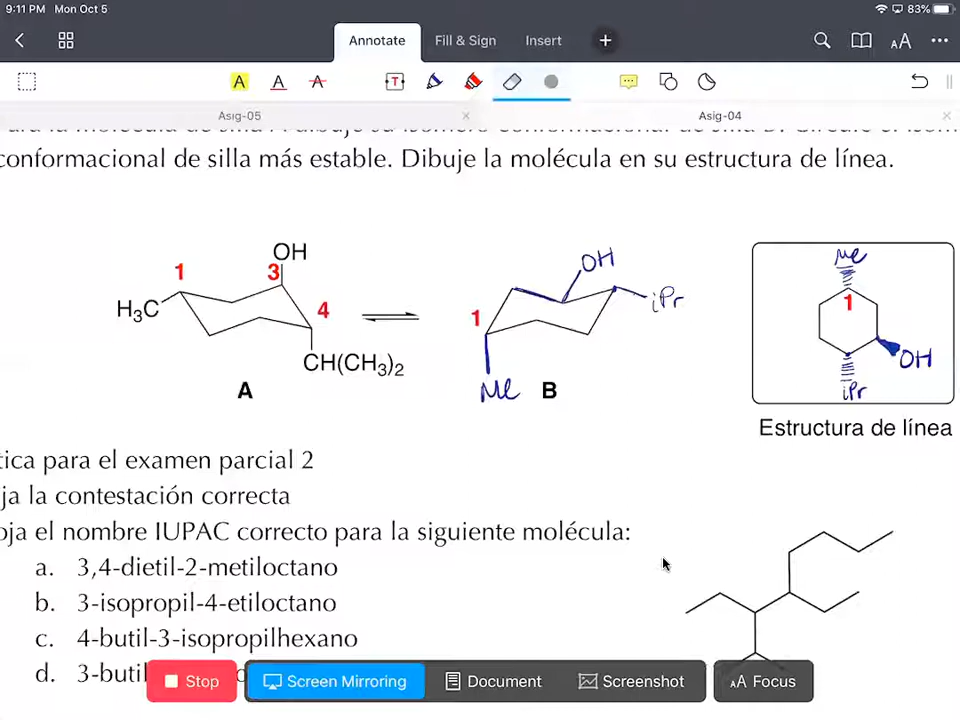 9:11 PM Mon Oct 5
83%
Annotate Fill & Sign Insert
Asig-05 Asig-04
conformacional de silla más estable. Dibuje la molécula en su estructura de línea.
OH
1 3
H3C
4
CH(CH3)2
A
OH
iPr
1
Me
B
Me
1
OH
iPr
Estructura de línea
tica para el examen parcial 2
ja la contestación correcta
oja el nombre IUPAC correcto para la siguiente molécula:
a. 3,4-dietil-2-metiloctano
b. 3-isopropil-4-etiloctano
c. 4-butil-3-isopropilhexano
d. 3-butil
Stop Screen Mirroring Document Screenshot AA Focus